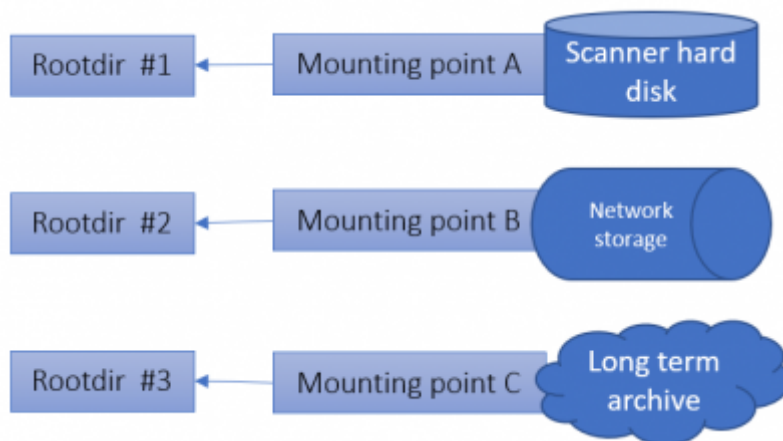 Rootdir #1
Mounting point A
Scanner hard
disk
Rootdir #2
Mounting point B
Network
storage
Rootdir #3
Mounting point C
Long term
archive